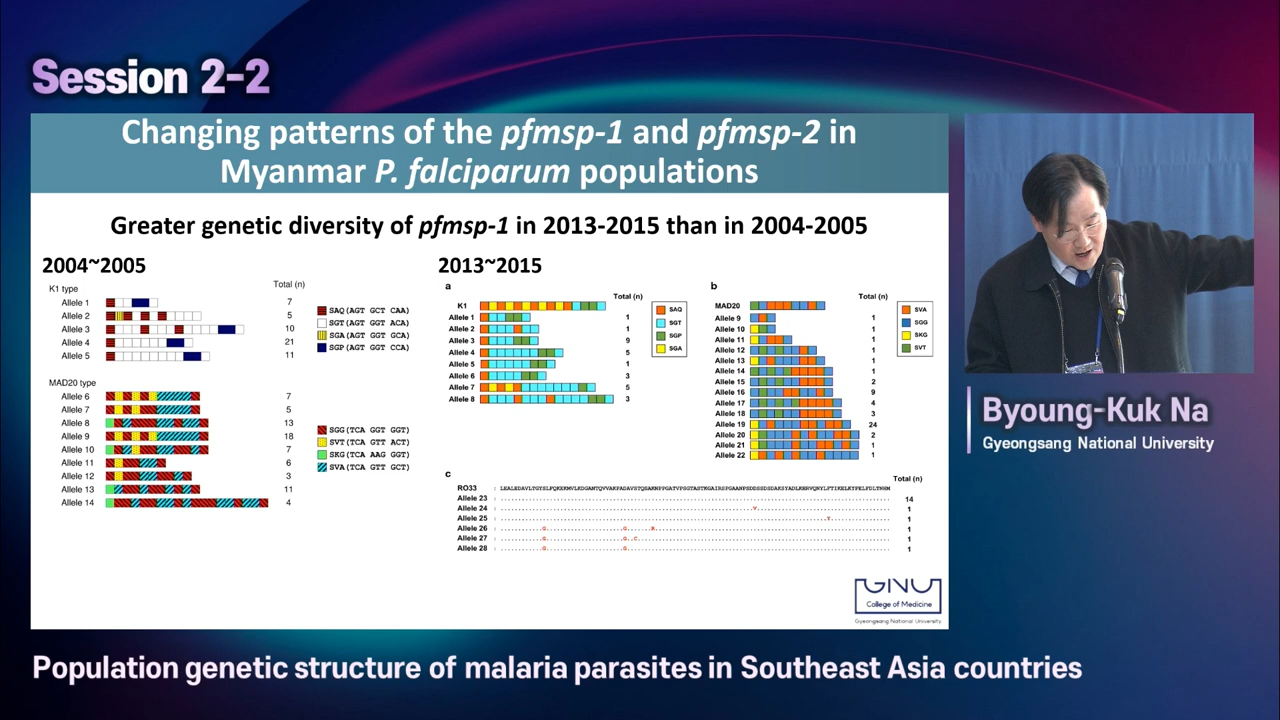 Session 2-2
Changing patterns of the pfmsp-1 and pfmsp-2 in
Myanmar P. falciparum populations
Greater genetic diversity of pfmsp-1 in 2013-2015 than in 2004-2005
2004~2005
K1 type
Total (n)
Allele 1 7
Allele 2 5
Allele 3 10
Allele 4 21
Allele 5 11
SAQ(AGT GCT CAA)
SGT(AGT GGT ACA)
SGA(AGT GGT GCA)
SGP(AGT GGT CCA)
MAD20 type
Allele 6 7
Allele 7 5
Allele 8 13
Allele 9 18
Allele 10 7
Allele 11 6
Allele 12 3
Allele 13 11
Allele 14 4
SGG(TCA GGT GGT)
SVT(TCA GTT ACT)
SKG(TCA AAG GGT)
SVA(TCA GTT GCT)
2013~2015
a
Total (n)
K1
Allele 1 1
Allele 2 1
Allele 3 9
Allele 4 5
Allele 5 1
Allele 6 3
Allele 7 5
Allele 8 3
SAQ
SGT
SGP
SGA
b
Total (n)
MAD20
Allele 9 1
Allele 10 1
Allele 11 1
Allele 12 1
Allele 13 1
Allele 14 1
Allele 15 2
Allele 16 9
Allele 17 4
Allele 18 3
Allele 19 24
Allele 20 2
Allele 21 1
Allele 22 1
SVA
SGG
SKG
SVT
c
Total (n)
RO33 :
Allele 23 : 14
Allele 24 : 1
Allele 25 : 1
Allele 26 : 1
Allele 27 : 1
Allele 28 : 1
GNU
College of Medicine
Gyeongsang National University
Byoung-Kuk Na
Gyeongsang National University
Population genetic structure of malaria parasites in Southeast Asia countries